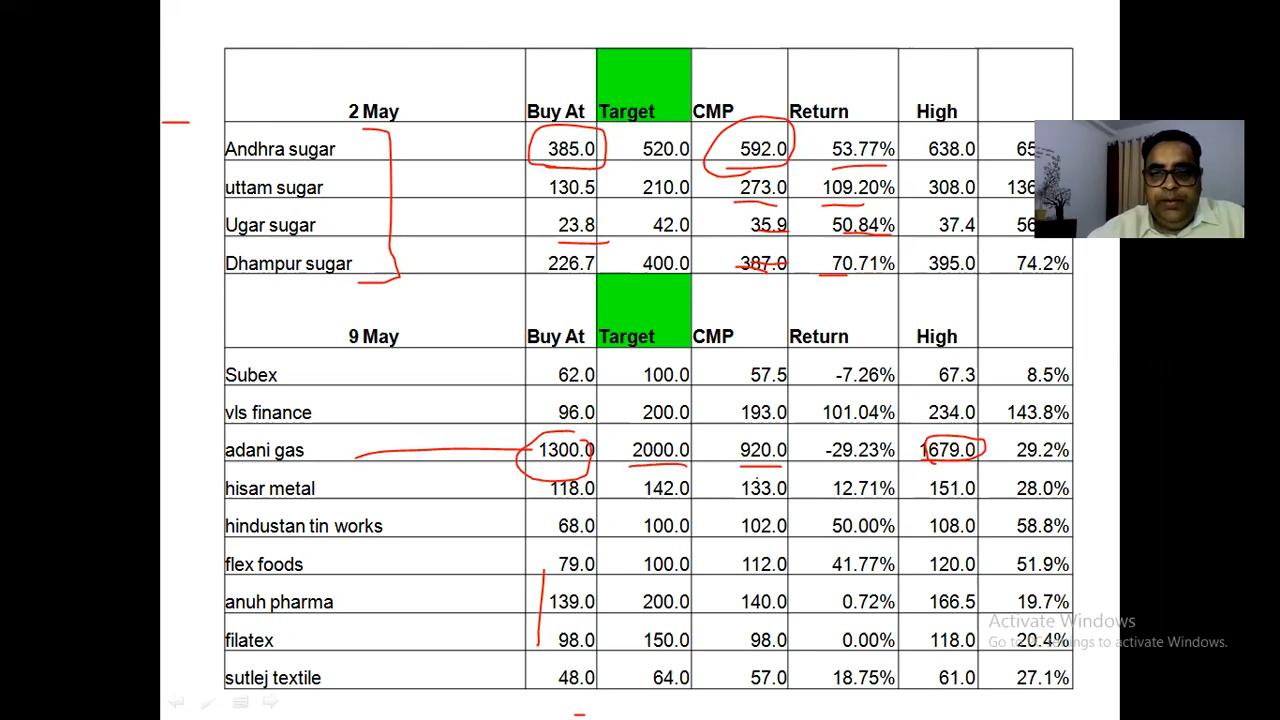 2 May Buy At Target CMP Return High
Andhra sugar 385.0 520.0 592.0 53.77% 638.0
uttam sugar 130.5 210.0 273.0 109.20% 308.0
Ugar sugar 23.8 42.0 35.9 50.84% 37.4
Dhampur sugar 226.7 400.0 387.0 70.71% 395.0 74.2%
9 May Buy At Target CMP Return High
Subex 62.0 100.0 57.5 -7.26% 67.3 8.5%
vls finance 96.0 200.0 193.0 101.04% 234.0 143.8%
adani gas 1300.0 2000.0 920.0 -29.23% 1679.0 29.2%
hisar metal 118.0 142.0 133.0 12.71% 151.0 28.0%
hindustan tin works 68.0 100.0 102.0 50.00% 108.0 58.8%
flex foods 79.0 100.0 112.0 41.77% 120.0 51.9%
anuh pharma 139.0 200.0 140.0 0.72% 166.5 19.7%
filatex 98.0 150.0 98.0 0.00% 118.0 20.4%
sutlej textile 48.0 64.0 57.0 18.75% 61.0 27.1%
Activate Windows
Go to PC settings to activate Windows.